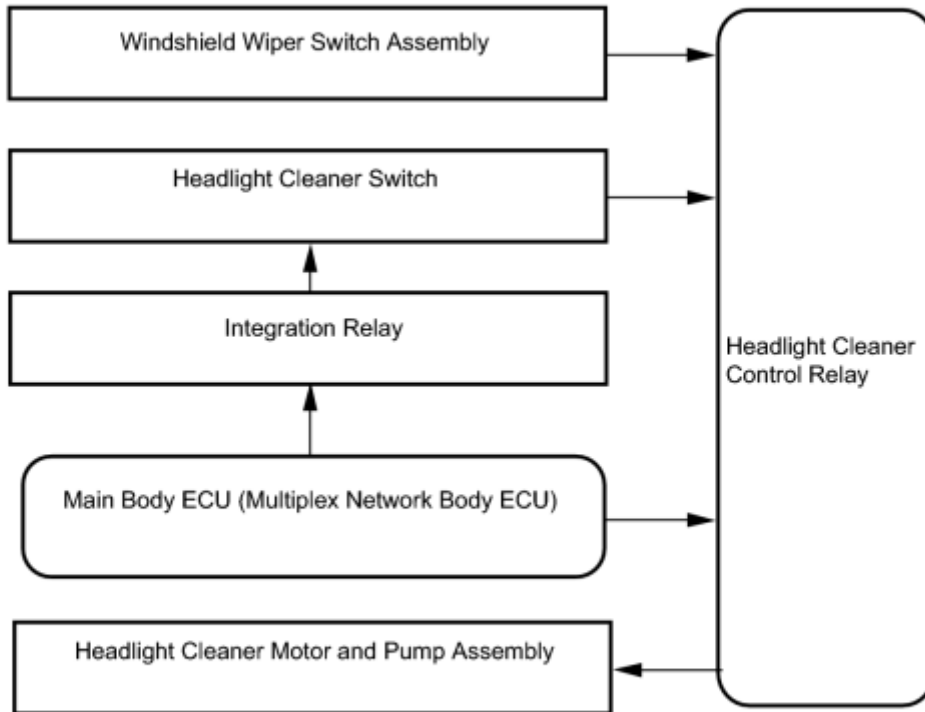 Windshield Wiper Switch Assembly
Headlight Cleaner Switch
Integration Relay
Headlight Cleaner
Control Relay
Main Body ECU (Multiplex Network Body ECU)
Headlight Cleaner Motor and Pump Assembly